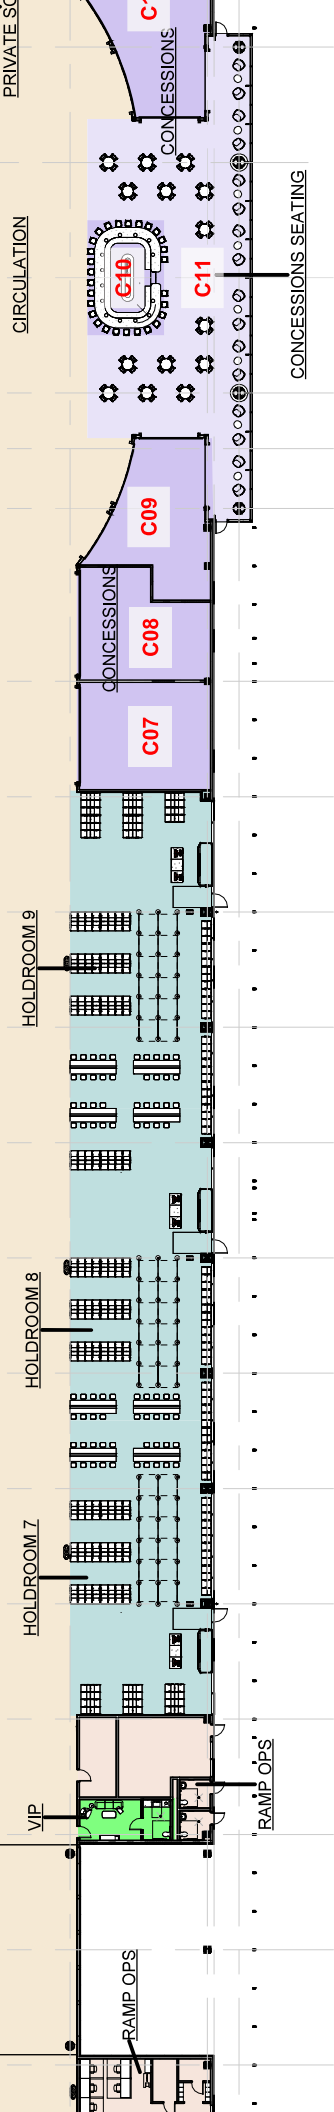 PRIVATE SC
C1
CONCESSIONS
CIRCULATION
C10
C11
CONCESSIONS SEATING
C09
CONCESSIONS
C08
C07
HOLDROOM 9
HOLDROOM 8
HOLDROOM 7
VIP
RAMP OPS
RAMP OPS